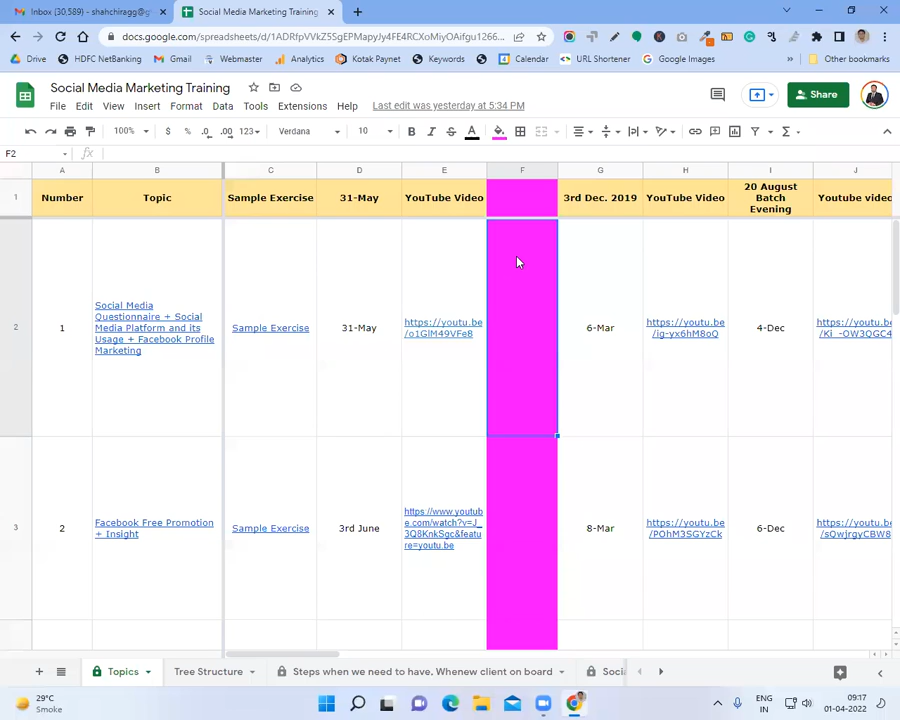 Inbox (30,589) - shahchiragg@g
Social Media Marketing Training
docs.google.com/spreadsheets/d/1ADRfpVVkZ5EPMapyJy4FE4RCXoMiyOAifgu1266...
Drive HDFC NetBanking Gmail Webmaster Analytics Kotak Paynet Keywords Calendar URL Shortener Google Images » Other bookmarks
Social Media Marketing Training
File Edit View Insert Format Data Tools Extensions Help Last edit was yesterday at 5:34 PM
Share
100% $ % .0 .00 123 Verdana 10 B I S A
F2 fx
A B C D E F G H I J
1 Number Topic Sample Exercise 31-May YouTube Video 3rd Dec. 2019 YouTube Video 20 August Batch Evening Youtube video
2 1 Social Media
Questionnaire + Social
Media Platform and its
Usage + Facebook Profile
Marketing
Sample Exercise 31-May
https://youtu.be
/o1GlM49VFe8
6-Mar
https://youtu.be
/ig-yx6hM8oQ
4-Dec
https://youtu.be
/Ki_-OW3QGC4
3 2 Facebook Free Promotion
+ Insight
Sample Exercise 3rd June
https://www.youtub
e.com/watch?v=J_
3Q8KnkSgc&featu
re=youtu.be
8-Mar
https://youtu.be
/POhM3SGYzCk
6-Dec
https://youtu.be
/sQwjrgyCBW8
Topics Tree Structure Steps when we need to have. Whenew client on board Socia
29°C
Smoke
ENG
IN
09:17
01-04-2022